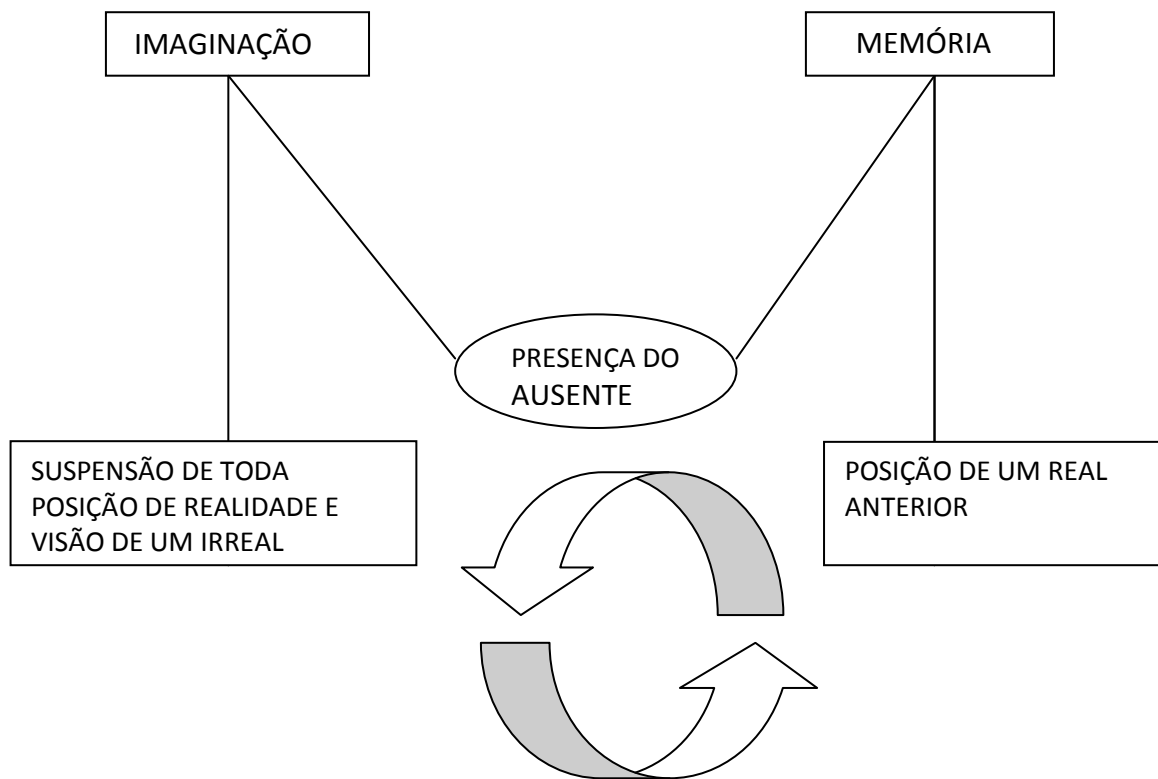 IMAGINAÇÃO
MEMÓRIA
PRESENÇA DO
AUSENTE
SUSPENSÃO DE TODA
POSIÇÃO DE REALIDADE E
VISÃO DE UM IRREAL
POSIÇÃO DE UM REAL
ANTERIOR